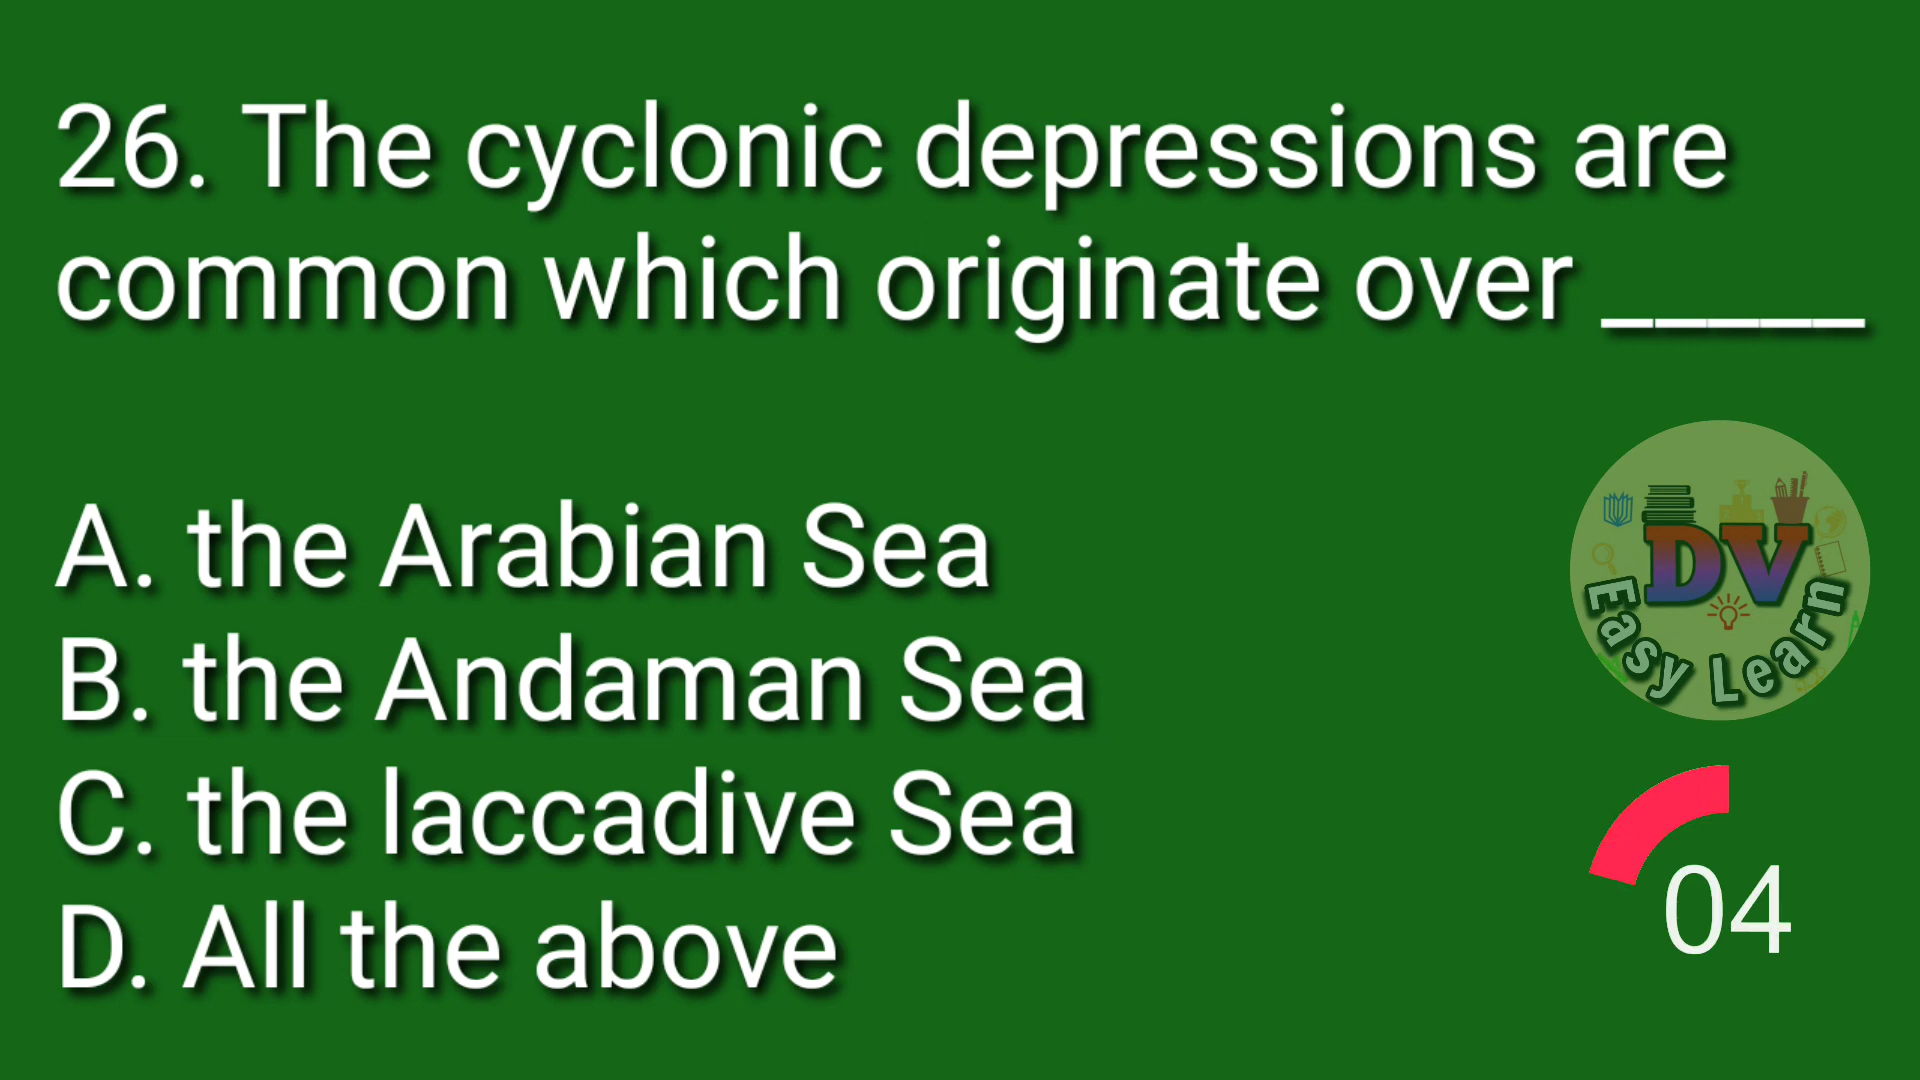 26. The cyclonic depressions are
common which originate over _____
A. the Arabian Sea
B. the Andaman Sea
C. the laccadive Sea
D. All the above
DV
Easy Learn
04